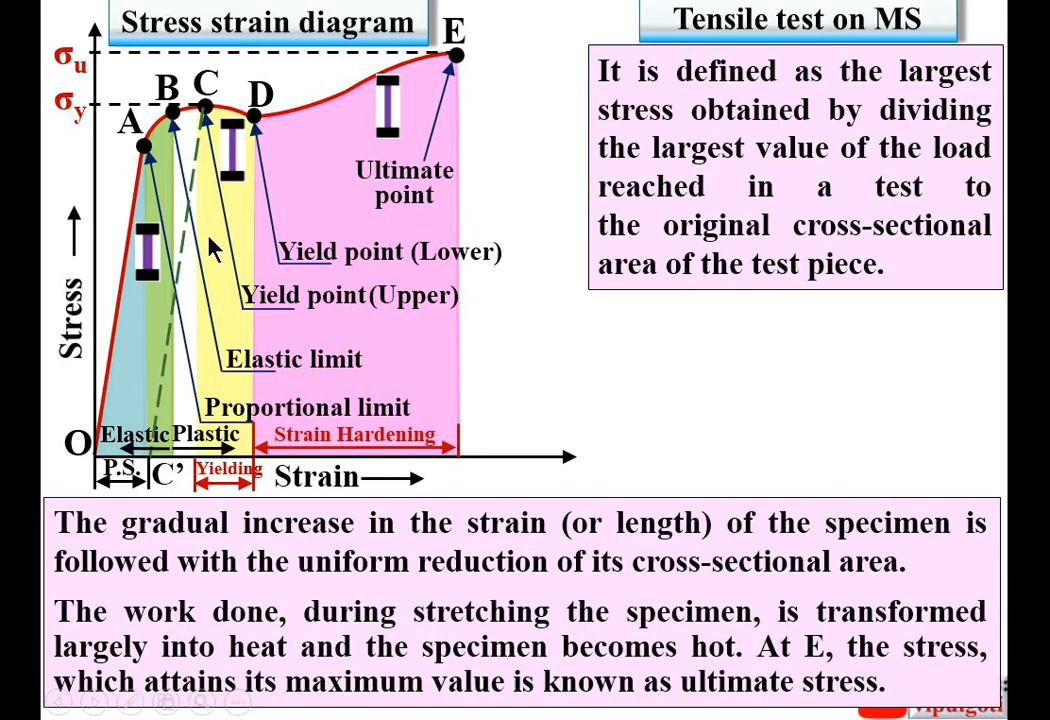 Stress strain diagram
Tensile test on MS
σu
σy
A
B
C
D
E
It is defined as the largest
stress obtained by dividing
the largest value of the load
reached in a test to
the original cross-sectional
area of the test piece.
Ultimate
point
Yield point (Lower)
Yield point (Upper)
Elastic limit
Proportional limit
Stress
O
Elastic Plastic
Strain Hardening
P.S.
C’
Yielding
Strain
The gradual increase in the strain (or length) of the specimen is
followed with the uniform reduction of its cross-sectional area.
The work done, during stretching the specimen, is transformed
largely into heat and the specimen becomes hot. At E, the stress,
which attains its maximum value is known as ultimate stress.
vipulgoti